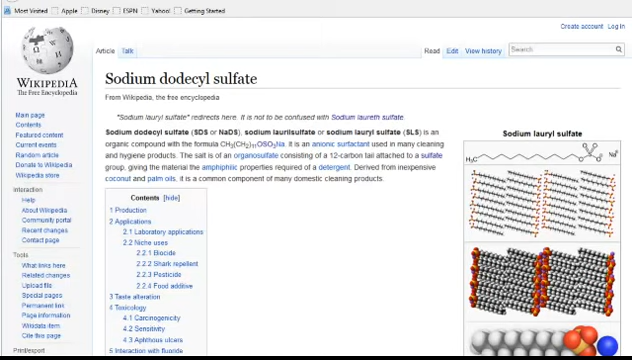 Most Visited Apple Disney ESPN Yahoo! Getting Started
Create account Log in
Article Talk
Read Edit View history Search
WIKIPEDIA
The Free Encyclopedia
Main page
Contents
Featured content
Current events
Random article
Donate to Wikipedia
Wikipedia store
Interaction
Help
About Wikipedia
Community portal
Recent changes
Contact page
Tools
What links here
Related changes
Upload file
Special pages
Permanent link
Page information
Wikidata item
Cite this page
Print/export
Sodium dodecyl sulfate
From Wikipedia, the free encyclopedia
"Sodium lauryl sulfate" redirects here. It is not to be confused with Sodium laureth sulfate
Sodium dodecyl sulfate (SDS or NaDS), sodium laurilsulfate or sodium lauryl sulfate (SLS) is an
organic compound with the formula CH₃(CH₂)₁₁OSO₃Na. It is an anionic surfactant used in many cleaning
and hygiene products. The salt is of an organosulfate consisting of a 12-carbon tail attached to a sulfate
group, giving the material the amphiphilic properties required of a detergent. Derived from inexpensive
coconut and palm oils, it is a common component of many domestic cleaning products.
Contents [hide]
1 Production
2 Applications
2.1 Laboratory applications
2.2 Niche uses
2.2.1 Biocide
2.2.2 Shark repellent
2.2.3 Pesticide
2.2.4 Food additive
3 Taste alteration
4 Toxicology
4.1 Carcinogenicity
4.2 Sensitivity
4.3 Aphthous ulcers
5 Interaction with fluoride
Sodium lauryl sulfate
H₃C
Na⁺